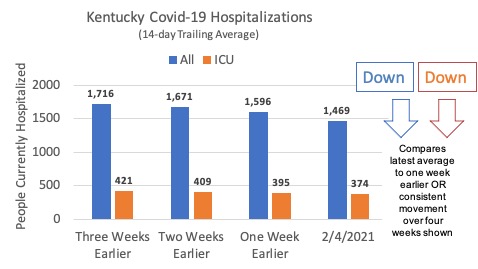 Kentucky Covid-19 Hospitalizations
(14-day Trailing Average)
All ICU
People Currently Hospitalized
2000
1500
1000
500
0
1,716
421
1,671
409
1,596
395
1,469
374
Three Weeks
Earlier
Two Weeks
Earlier
One Week
Earlier
2/4/2021
Down
Down
Compares
latest average
to one week
earlier OR
consistent
movement
over four
weeks shown